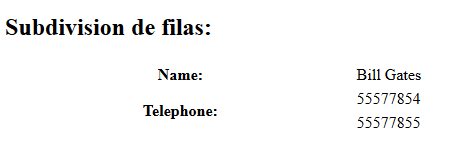 Subdivision de filas:
Name: Bill Gates
55577854
Telephone:
55577855